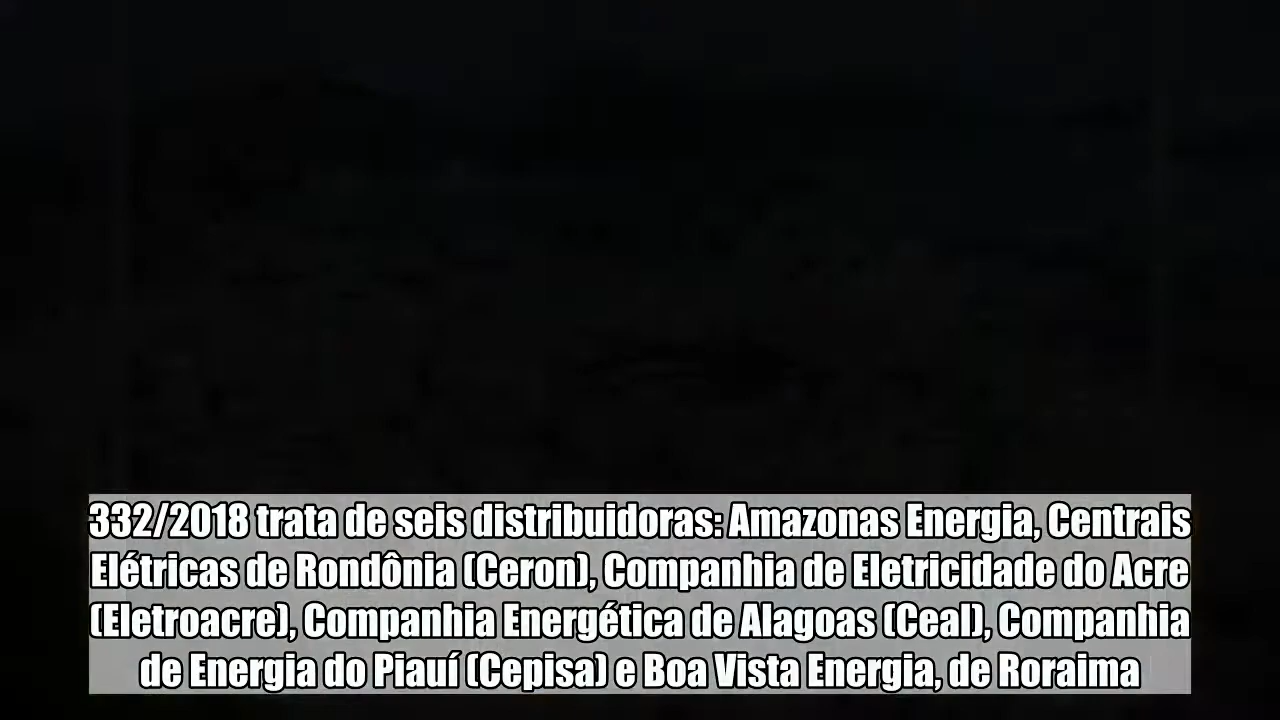 332/2018 trata de seis distribuidoras: Amazonas Energia, Centrais
Elétricas de Rondônia (Ceron), Companhia de Eletricidade do Acre
(Eletroacre), Companhia Energética de Alagoas (Ceal), Companhia
de Energia do Piauí (Cepisa) e Boa Vista Energia, de Roraima